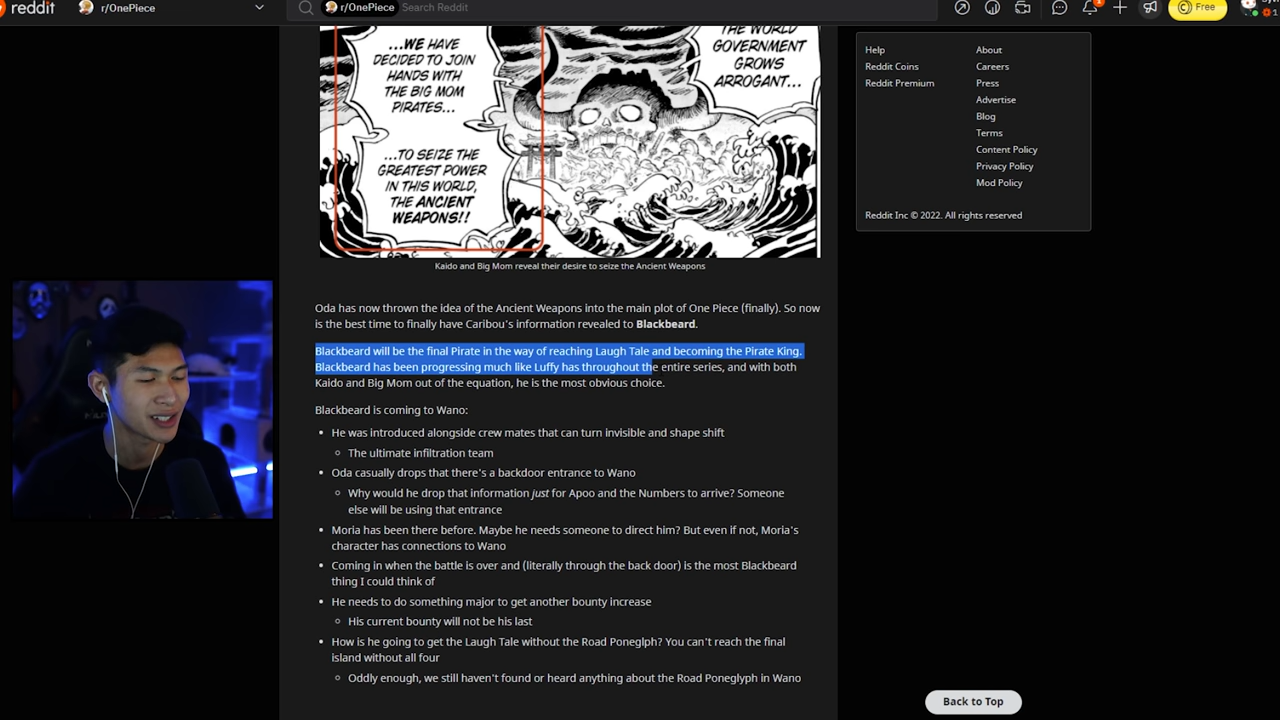 reddit
r/OnePiece
r/OnePiece Search Reddit
1
Free
...WE HAVE
DECIDED TO JOIN
HANDS WITH
THE BIG MOM
PIRATES...
...TO SEIZE THE
GREATEST POWER
IN THIS WORLD,
THE ANCIENT
WEAPONS!!
THE WORLD
GOVERNMENT
GROWS
ARROGANT...
Kaido and Big Mom reveal their desire to seize the Ancient Weapons
Oda has now thrown the idea of the Ancient Weapons into the main plot of One Piece (finally). So now
is the best time to finally have Caribou's information revealed to Blackbeard.
Blackbeard will be the final Pirate in the way of reaching Laugh Tale and becoming the Pirate King.
Blackbeard has been progressing much like Luffy has throughout the entire series, and with both
Kaido and Big Mom out of the equation, he is the most obvious choice.
Blackbeard is coming to Wano:
• He was introduced alongside crew mates that can turn invisible and shape shift
The ultimate infiltration team
• Oda casually drops that there's a backdoor entrance to Wano
Why would he drop that information just for Apoo and the Numbers to arrive? Someone
else will be using that entrance
• Moria has been there before. Maybe he needs someone to direct him? But even if not, Moria's
character has connections to Wano
• Coming in when the battle is over and (literally through the back door) is the most Blackbeard
thing I could think of
• He needs to do something major to get another bounty increase
His current bounty will not be his last
• How is he going to get the Laugh Tale without the Road Poneglph? You can't reach the final
island without all four
Oddly enough, we still haven't found or heard anything about the Road Poneglyph in Wano
Help
Reddit Coins
Reddit Premium
About
Careers
Press
Advertise
Blog
Terms
Content Policy
Privacy Policy
Mod Policy
Reddit Inc © 2022. All rights reserved
Back to Top